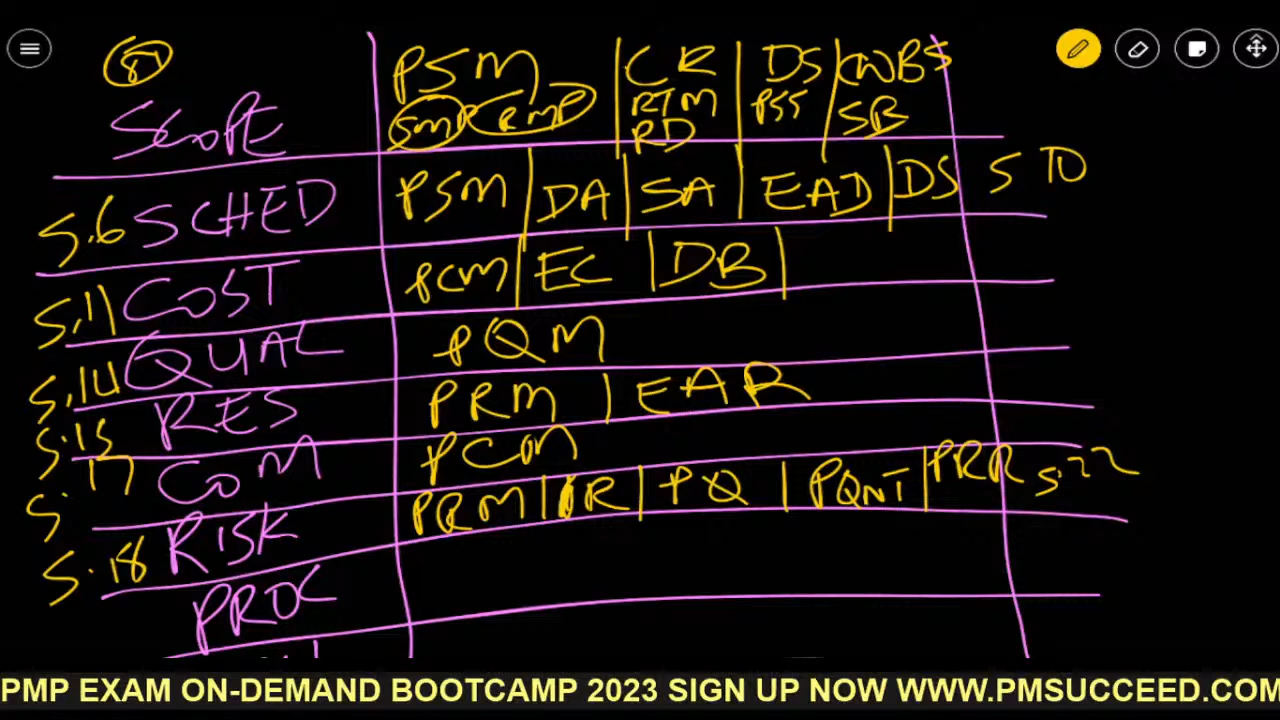 PSM | CR | DS | WBS
SCOPE SMP RMP RTM PSS SB
RD
5.6 SCHED PSM | DA | SA | EAD | DS 5 10
5.11 COST PCM | EC | DB |
5.14 QUAL PQM
5.15 RES PRM | EAR
5.17 COM PCOM
5.18 RISK PRM | IR | PQ | PQNT | PRR 5.22
PROC
PMP EXAM ON-DEMAND BOOTCAMP 2023 SIGN UP NOW WWW.PMSUCCEED.COM